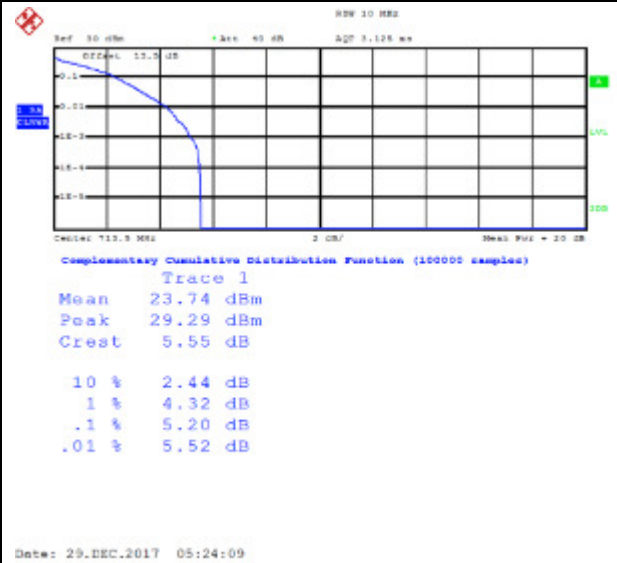 RBW 10 MHz
Ref 30 dBm *Att 40 dB AQT 3.125 ms
Offset 13.5 dB
0.1
A
0.01
1 SA
CLRWR
1E-3
LVL
1E-4
1E-5
3DB
Center 713.5 MHz 2 dB/ Mean Pwr + 20 dB
Complementary Cumulative Distribution Function (100000 samples)
Trace 1
Mean 23.74 dBm
Peak 29.29 dBm
Crest 5.55 dB
10 % 2.44 dB
1 % 4.32 dB
.1 % 5.20 dB
.01 % 5.52 dB
Date: 29.DEC.2017 05:24:09